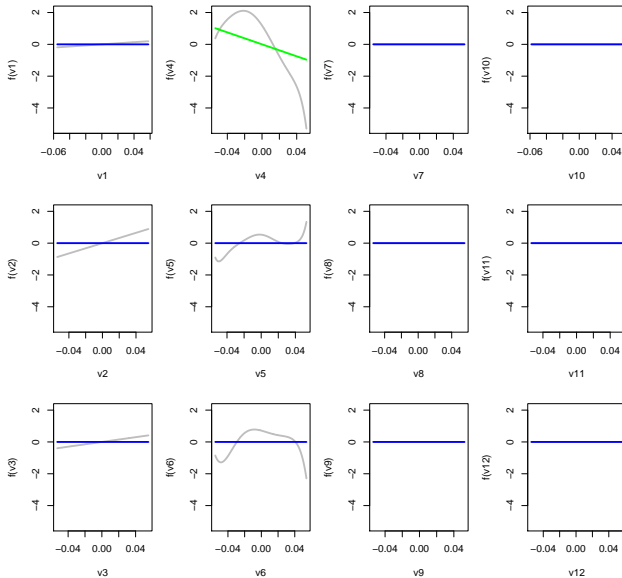 2 0 −2 −4 f(v1) −0.06 0.00 0.04 v1
2 0 −2 −4 f(v4) −0.04 0.00 0.04 v4
2 0 −2 −4 f(v7) −0.04 0.00 0.04 v7
2 0 −2 −4 f(v10) −0.06 0.00 0.04 v10
2 0 −2 −4 f(v2) −0.04 0.00 0.04 v2
2 0 −2 −4 f(v5) −0.04 0.00 0.04 v5
2 0 −2 −4 f(v8) −0.04 0.00 0.04 v8
2 0 −2 −4 f(v11) −0.04 0.00 0.04 v11
2 0 −2 −4 f(v3) −0.04 0.00 0.04 v3
2 0 −2 −4 f(v6) −0.04 0.00 0.04 v6
2 0 −2 −4 f(v9) −0.04 0.00 0.04 v9
2 0 −2 −4 f(v12) −0.04 0.00 0.04 v12